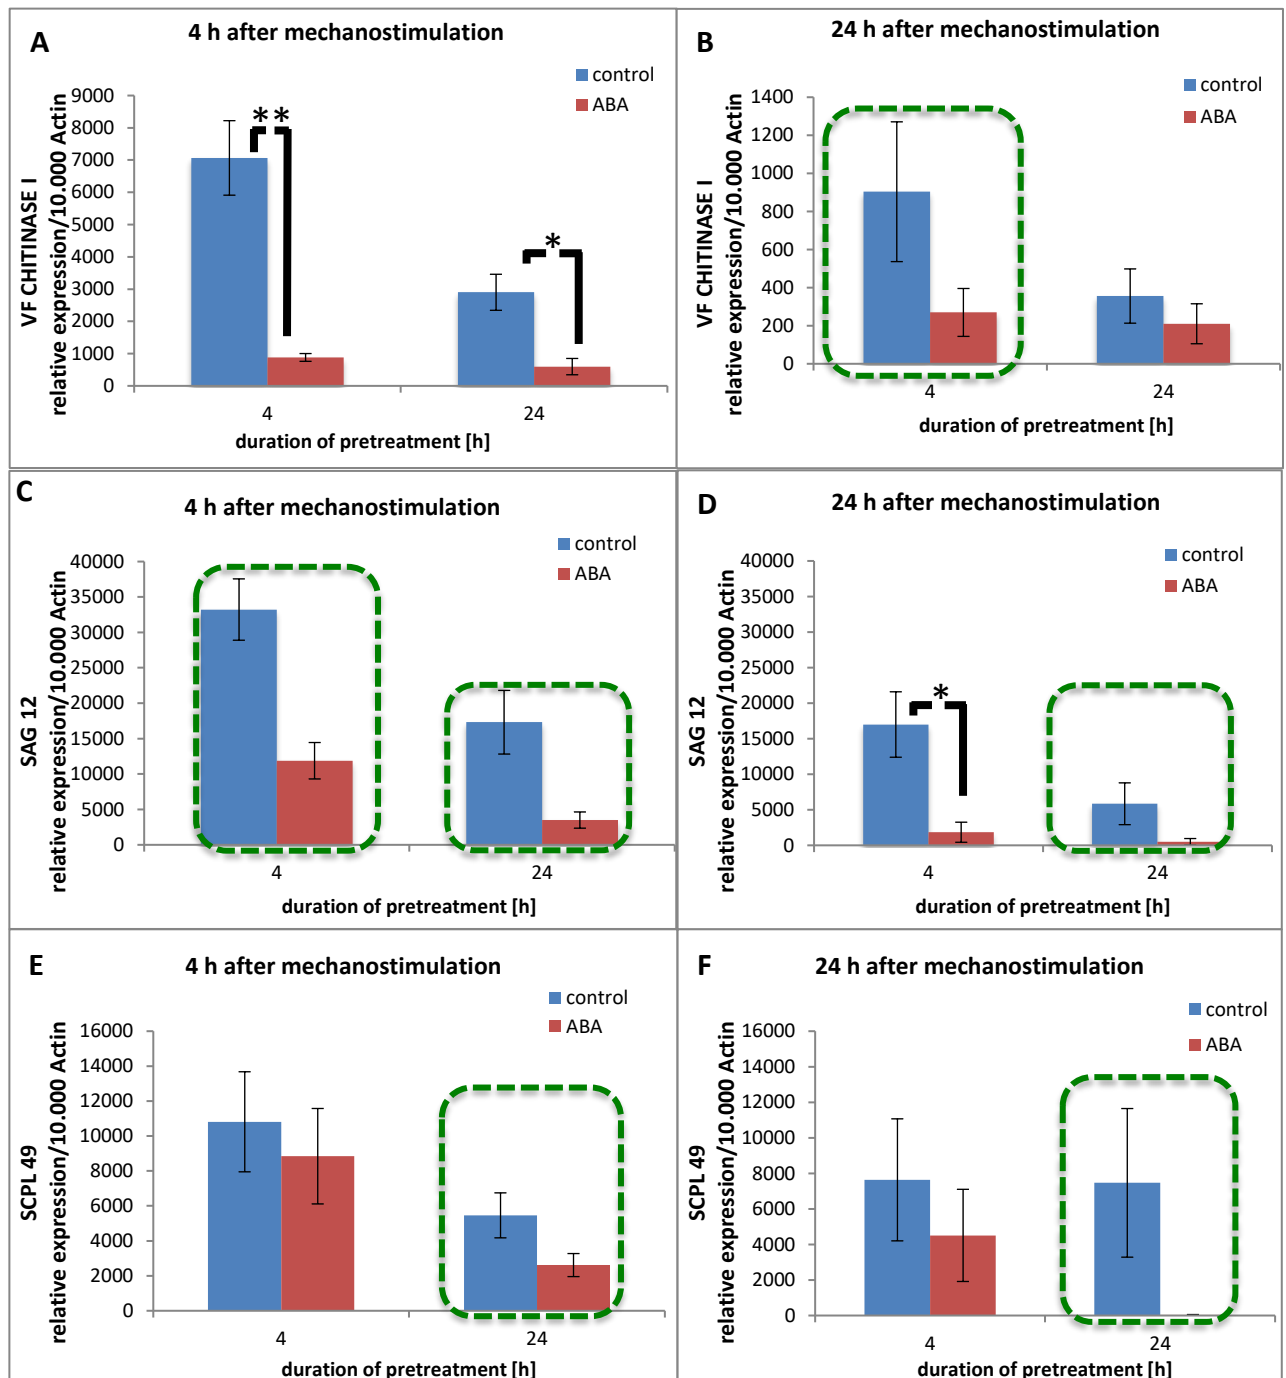 A
4 h after mechanostimulation
control
ABA
VF CHITINASE I
relative expression/10.000 Actin
9000
8000
7000
6000
5000
4000
3000
2000
1000
0
**
*
4
24
duration of pretreatment [h]
B
24 h after mechanostimulation
control
ABA
VF CHITINASE I
relative expression/10.000 Actin
1400
1200
1000
800
600
400
200
0
4
24
duration of pretreatment [h]
C
4 h after mechanostimulation
control
ABA
SAG 12
relative expression/10.000 Actin
40000
35000
30000
25000
20000
15000
10000
5000
0
4
24
duration of pretreatment [h]
D
24 h after mechanostimulation
control
ABA
SAG 12
relative expression/10.000 Actin
40000
35000
30000
25000
20000
15000
10000
5000
0
*
4
24
duration of pretreatment [h]
E
4 h after mechanostimulation
control
ABA
SCPL 49
relative expression/10.000 Actin
16000
14000
12000
10000
8000
6000
4000
2000
0
4
24
duration of pretreatment [h]
F
24 h after mechanostimulation
control
ABA
SCPL 49
relative expression/10.000 Actin
16000
14000
12000
10000
8000
6000
4000
2000
0
4
24
duration of pretreatment [h]